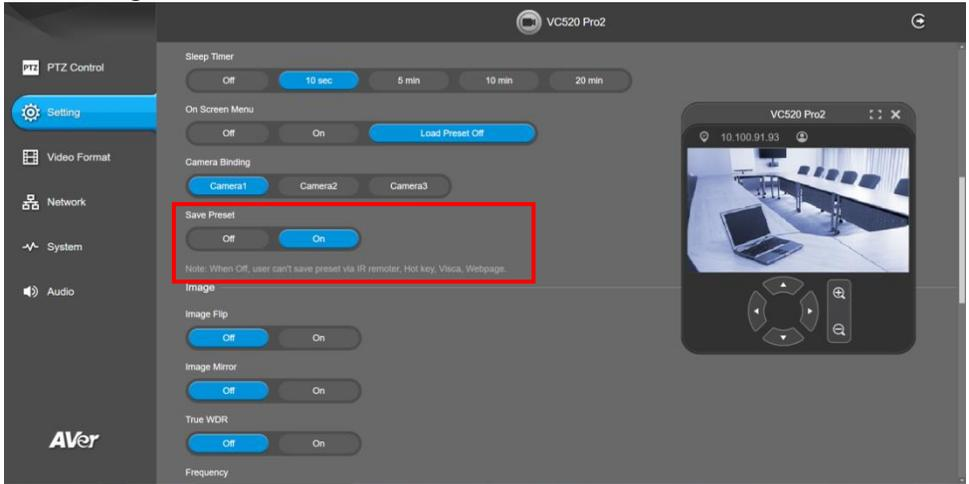 VC520 Pro2
PTZ PTZ Control
Setting
Video Format
Network
System
Audio
AVer
Sleep Timer
Off 10 sec 5 min 10 min 20 min
On Screen Menu
Off On Load Preset Off
Camera Binding
Camera1 Camera2 Camera3
Save Preset
Off On
Note: When Off, user can't save preset via IR remoter, Hot key, Visca, Webpage.
Image
Image Flip
Off On
Image Mirror
Off On
True WDR
Off On
Frequency
VC520 Pro2
10.100.91.93